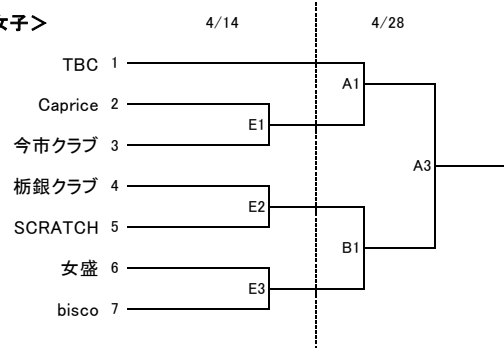 女子＞ 4/14 4/28
TBC 1
A1
Caprice 2
E1
今市クラブ 3
A3
栃銀クラブ 4
E2
SCRATCH 5
B1
女盛 6
E3
bisco 7